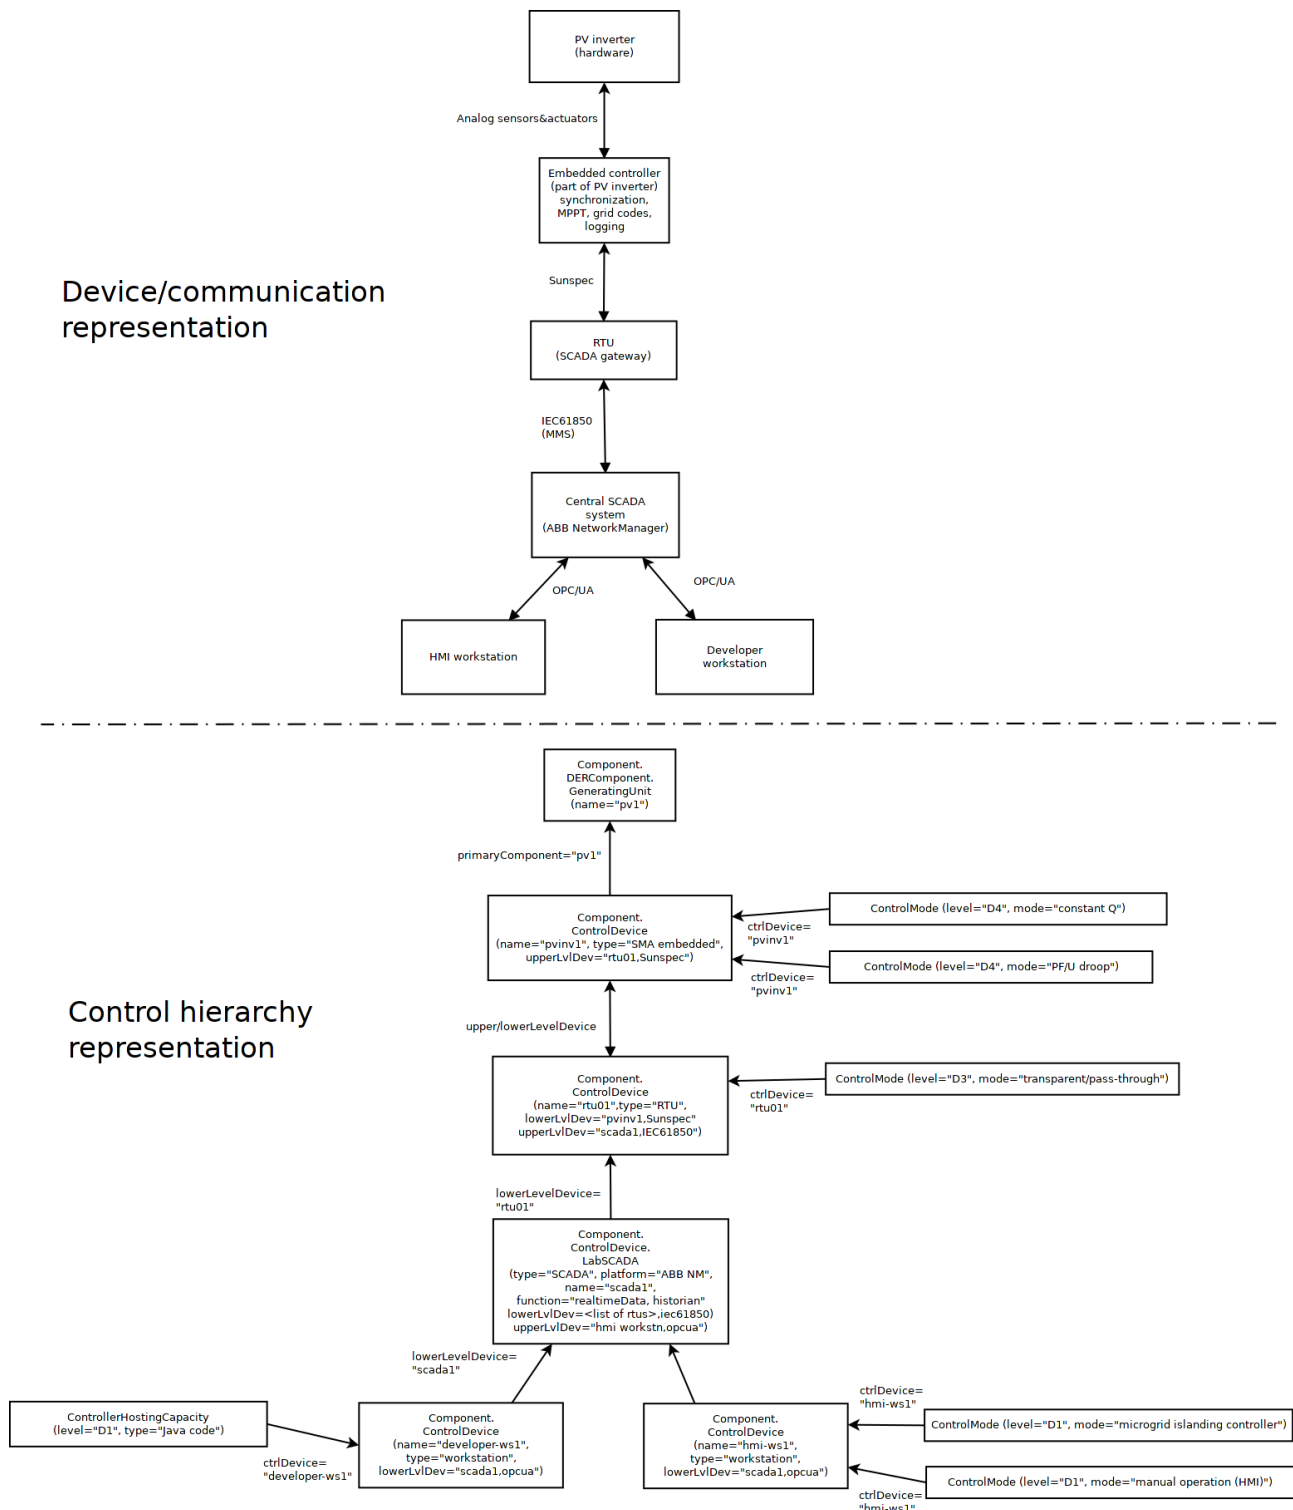 PV inverter
(hardware)
Analog sensors&actuators
Embedded controller
(part of PV inverter)
synchronization,
MPPT, grid codes,
logging
Sunspec
Device/communication
representation
RTU
(SCADA gateway)
IEC61850
(MMS)
Central SCADA
system
(ABB NetworkManager)
OPC/UA
OPC/UA
HMI workstation
Developer
workstation
Component.
DERComponent.
GeneratingUnit
(name="pv1")
primaryComponent="pv1"
Component.
ControlDevice
(name="pvinv1", type="SMA embedded",
upperLvlDev="rtu01,Sunspec")
ControlMode (level="D4", mode="constant Q")
ctrlDevice=
"pvinv1"
ControlMode (level="D4", mode="PF/U droop")
ctrlDevice=
"pvinv1"
Control hierarchy
representation
upper/lowerLevelDevice
Component.
ControlDevice
(name="rtu01",type="RTU",
lowerLvlDev="pvinv1,Sunspec"
upperLvlDev="scada1,IEC61850")
ControlMode (level="D3", mode="transparent/pass-through")
ctrlDevice=
"rtu01"
lowerLevelDevice=
"rtu01"
Component.
ControlDevice.
LabSCADA
(type="SCADA", platform="ABB NM",
name="scada1",
function="realtimeData, historian"
lowerLvlDev=<list of rtus>,iec61850)
upperLvlDev="hmi workstn,opcua")
lowerLevelDevice=
"scada1"
ControllerHostingCapacity
(level="D1", type="Java code")
ctrlDevice=
"developer-ws1"
Component.
ControlDevice
(name="developer-ws1",
type="workstation",
lowerLvlDev="scada1,opcua")
Component.
ControlDevice
(name="hmi-ws1",
type="workstation",
lowerLvlDev="scada1,opcua")
ctrlDevice=
"hmi-ws1"
ControlMode (level="D1", mode="microgrid islanding controller")
ControlMode (level="D1", mode="manual operation (HMI)")
ctrlDevice=
"hmi-ws1"